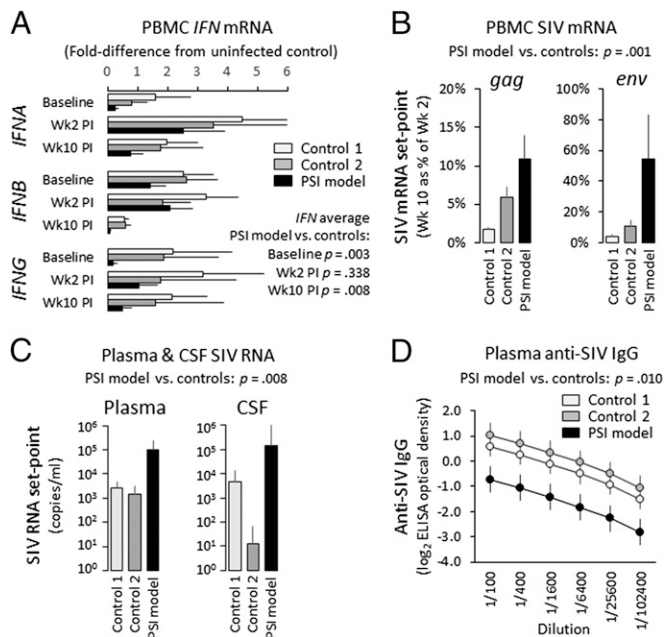 A
PBMC IFN mRNA
(Fold-difference from uninfected control)
0 1 2 3 4 5 6
IFNA
Baseline
Wk2 PI
Wk10 PI
IFNB
Baseline
Wk2 PI
Wk10 PI
IFNG
Baseline
Wk2 PI
Wk10 PI
Control 1
Control 2
PSI model
IFN average
PSI model vs. controls:
Baseline p = .003
Wk2 PI p = .338
Wk10 PI p = .008
B
PBMC SIV mRNA
PSI model vs. controls: p = .001
gag
env
SIV mRNA set-point
(Wk 10 as % of Wk 2)
20%
15%
10%
5%
0%
Control 1
Control 2
PSI model
100%
80%
60%
40%
20%
0%
Control 1
Control 2
PSI model
C
Plasma & CSF SIV RNA
PSI model vs. controls: p = .008
Plasma
CSF
SIV RNA set-point
(copies/ml)
10⁶
10⁵
10⁴
10³
10²
10¹
10⁰
Control 1
Control 2
PSI model
10⁶
10⁵
10⁴
10³
10²
10¹
10⁰
Control 1
Control 2
PSI model
D
Plasma anti-SIV IgG
PSI model vs. controls: p = .010
Control 1
Control 2
PSI model
Anti-SIV IgG
(log₂ ELISA optical density)
2.0
1.0
0.0
-1.0
-2.0
-3.0
-4.0
1/100
1/400
1/1600
1/6400
1/25600
1/102400
Dilution